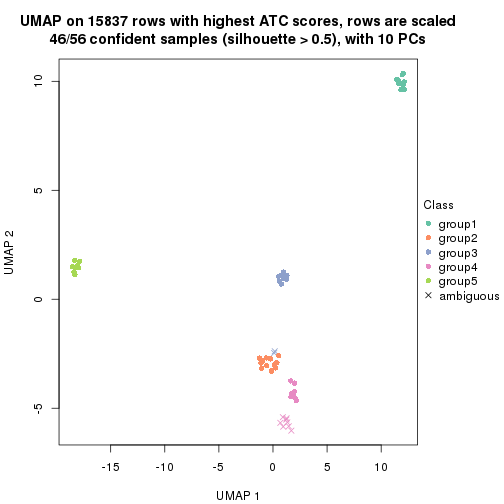 UMAP on 15837 rows with highest ATC scores, rows are scaled
46/56 confident samples (silhouette > 0.5), with 10 PCs
10
5
0
-5
UMAP 2
-15
-10
-5
0
5
10
UMAP 1
Class
group1
group2
group3
group4
group5
ambiguous